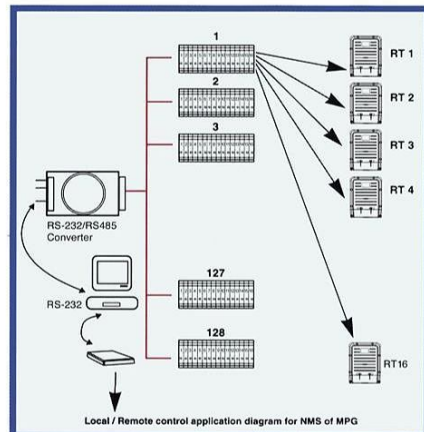 1
RT 1
2
RT 2
3
RT 3
RT 4
RS-232/RS485
Converter
127
RS-232
128
RT16
Local / Remote control application diagram for NMS of MPG